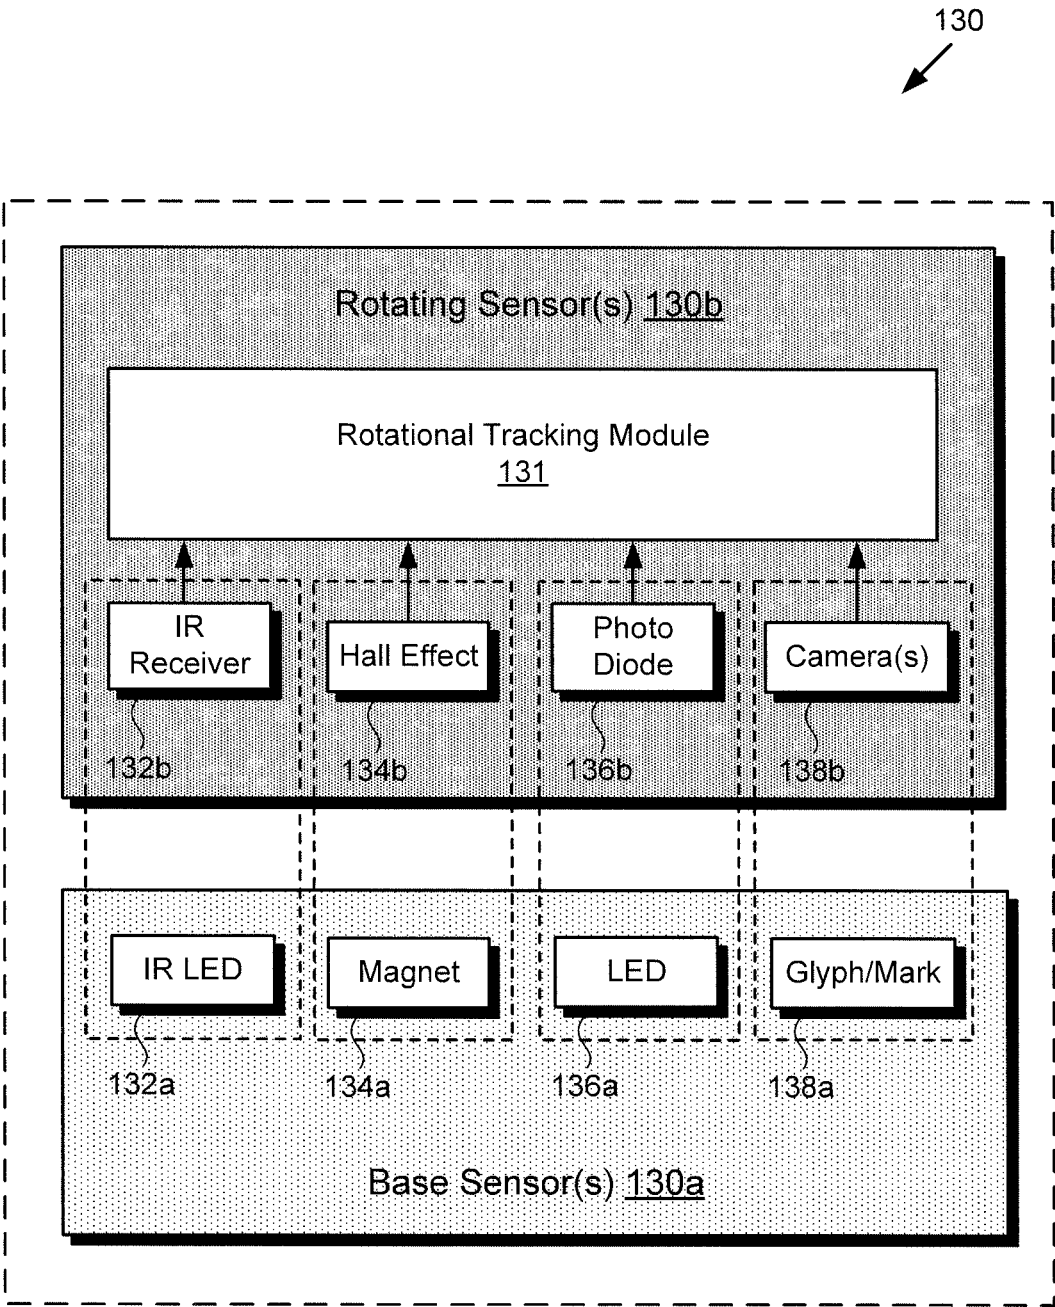 130
Rotating Sensor(s) 130b
Rotational Tracking Module
131
IR
Receiver
Hall Effect
Photo
Diode
Camera(s)
132b
134b
136b
138b
IR LED
Magnet
LED
Glyph/Mark
132a
134a
136a
138a
Base Sensor(s) 130a